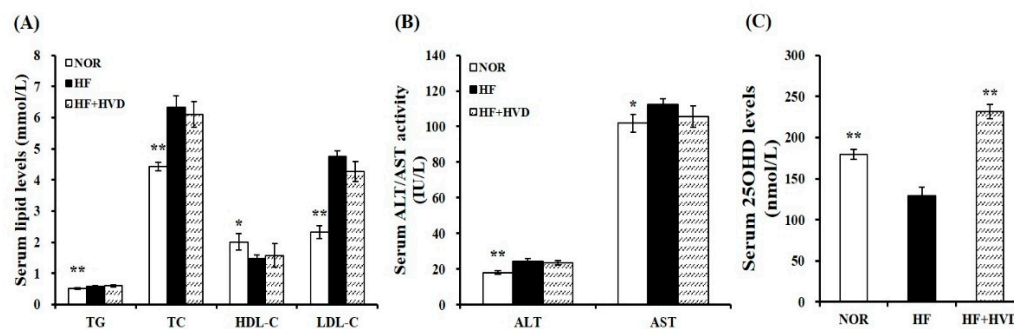 (A)
Serum lipid levels (mmol/L)
8
7
6
5
4
3
2
1
0
NOR
HF
HF+HVD
**
**
*
**
TG TC HDL-C LDL-C
(B)
Serum ALT/AST activity
(IU/L)
140
120
100
80
60
40
20
0
NOR
HF
HF+HVD
**
*
ALT AST
(C)
Serum 25OHD levels
(nmol/L)
300
250
200
150
100
50
0
**
**
NOR HF HF+HVD